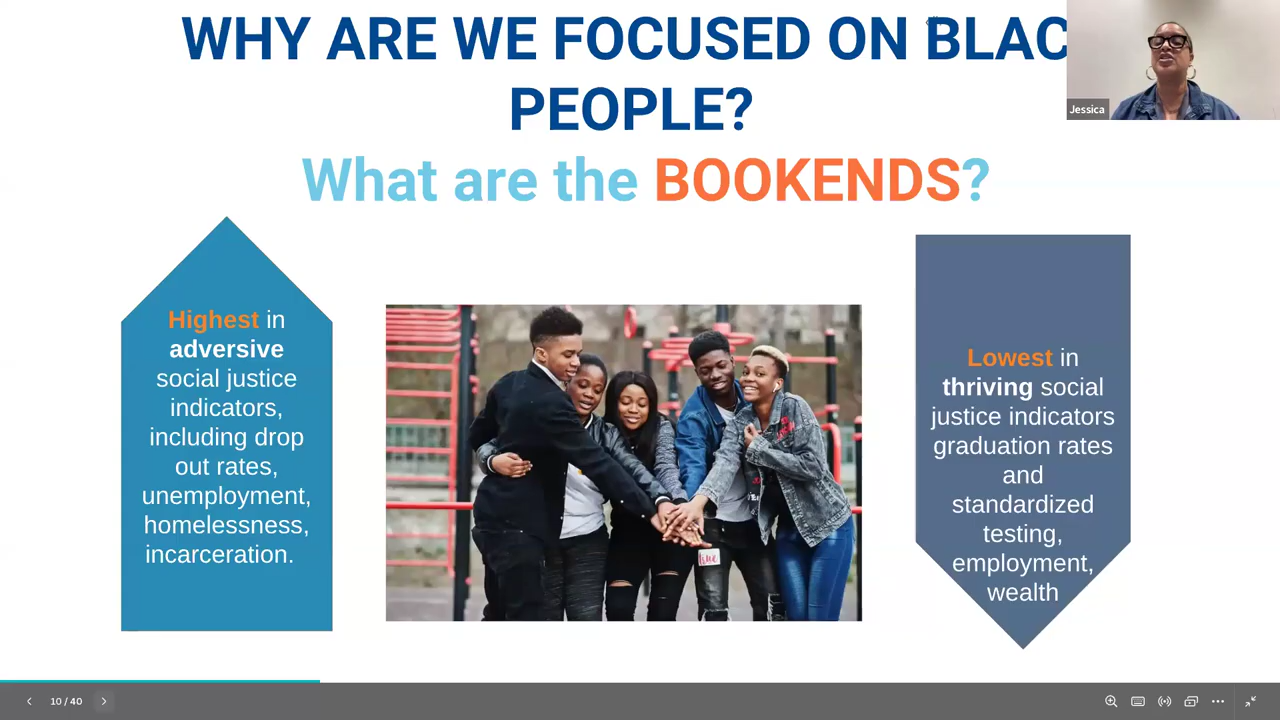 WHY ARE WE FOCUSED ON BLAC
PEOPLE?
What are the BOOKENDS?
Jessica
Highest in
adversive
social justice
indicators,
including drop
out rates,
unemployment,
homelessness,
incarceration.
Lowest in
thriving social
justice indicators
graduation rates
and
standardized
testing,
employment,
wealth
10 / 40